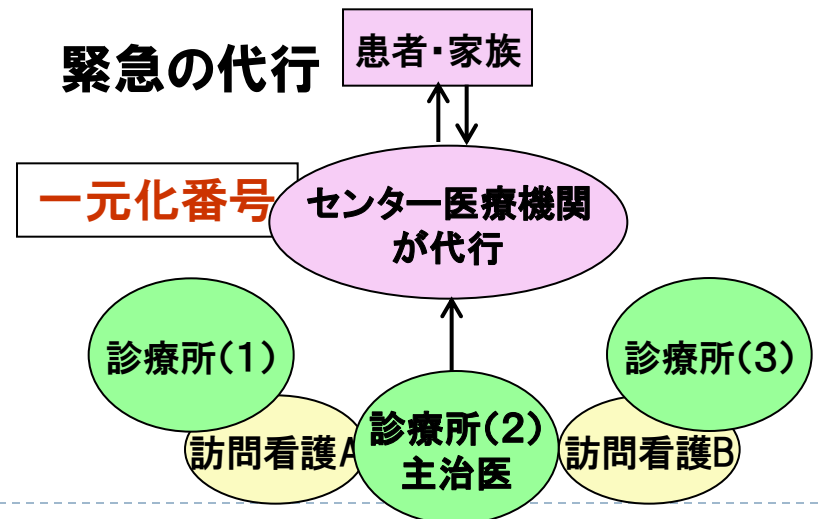 緊急の代行
患者・家族
一元化番号
センター医療機関
が代行
診療所(1)
診療所(3)
訪問看護A
診療所(2)
主治医
訪問看護B